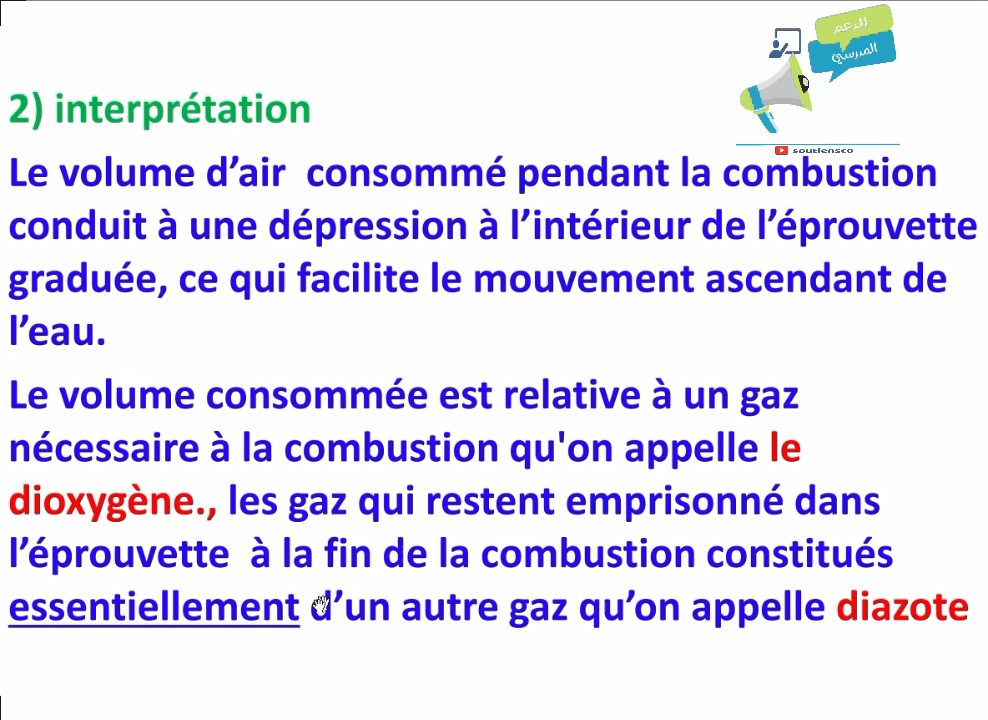 الدعم
المدرسي
soutiensco
2) interprétation
Le volume d’air consommé pendant la combustion
conduit à une dépression à l’intérieur de l’éprouvette
graduée, ce qui facilite le mouvement ascendant de
l’eau.
Le volume consommée est relative à un gaz
nécessaire à la combustion qu'on appelle le
dioxygène., les gaz qui restent emprisonné dans
l’éprouvette à la fin de la combustion constitués
essentiellement d’un autre gaz qu’on appelle diazote